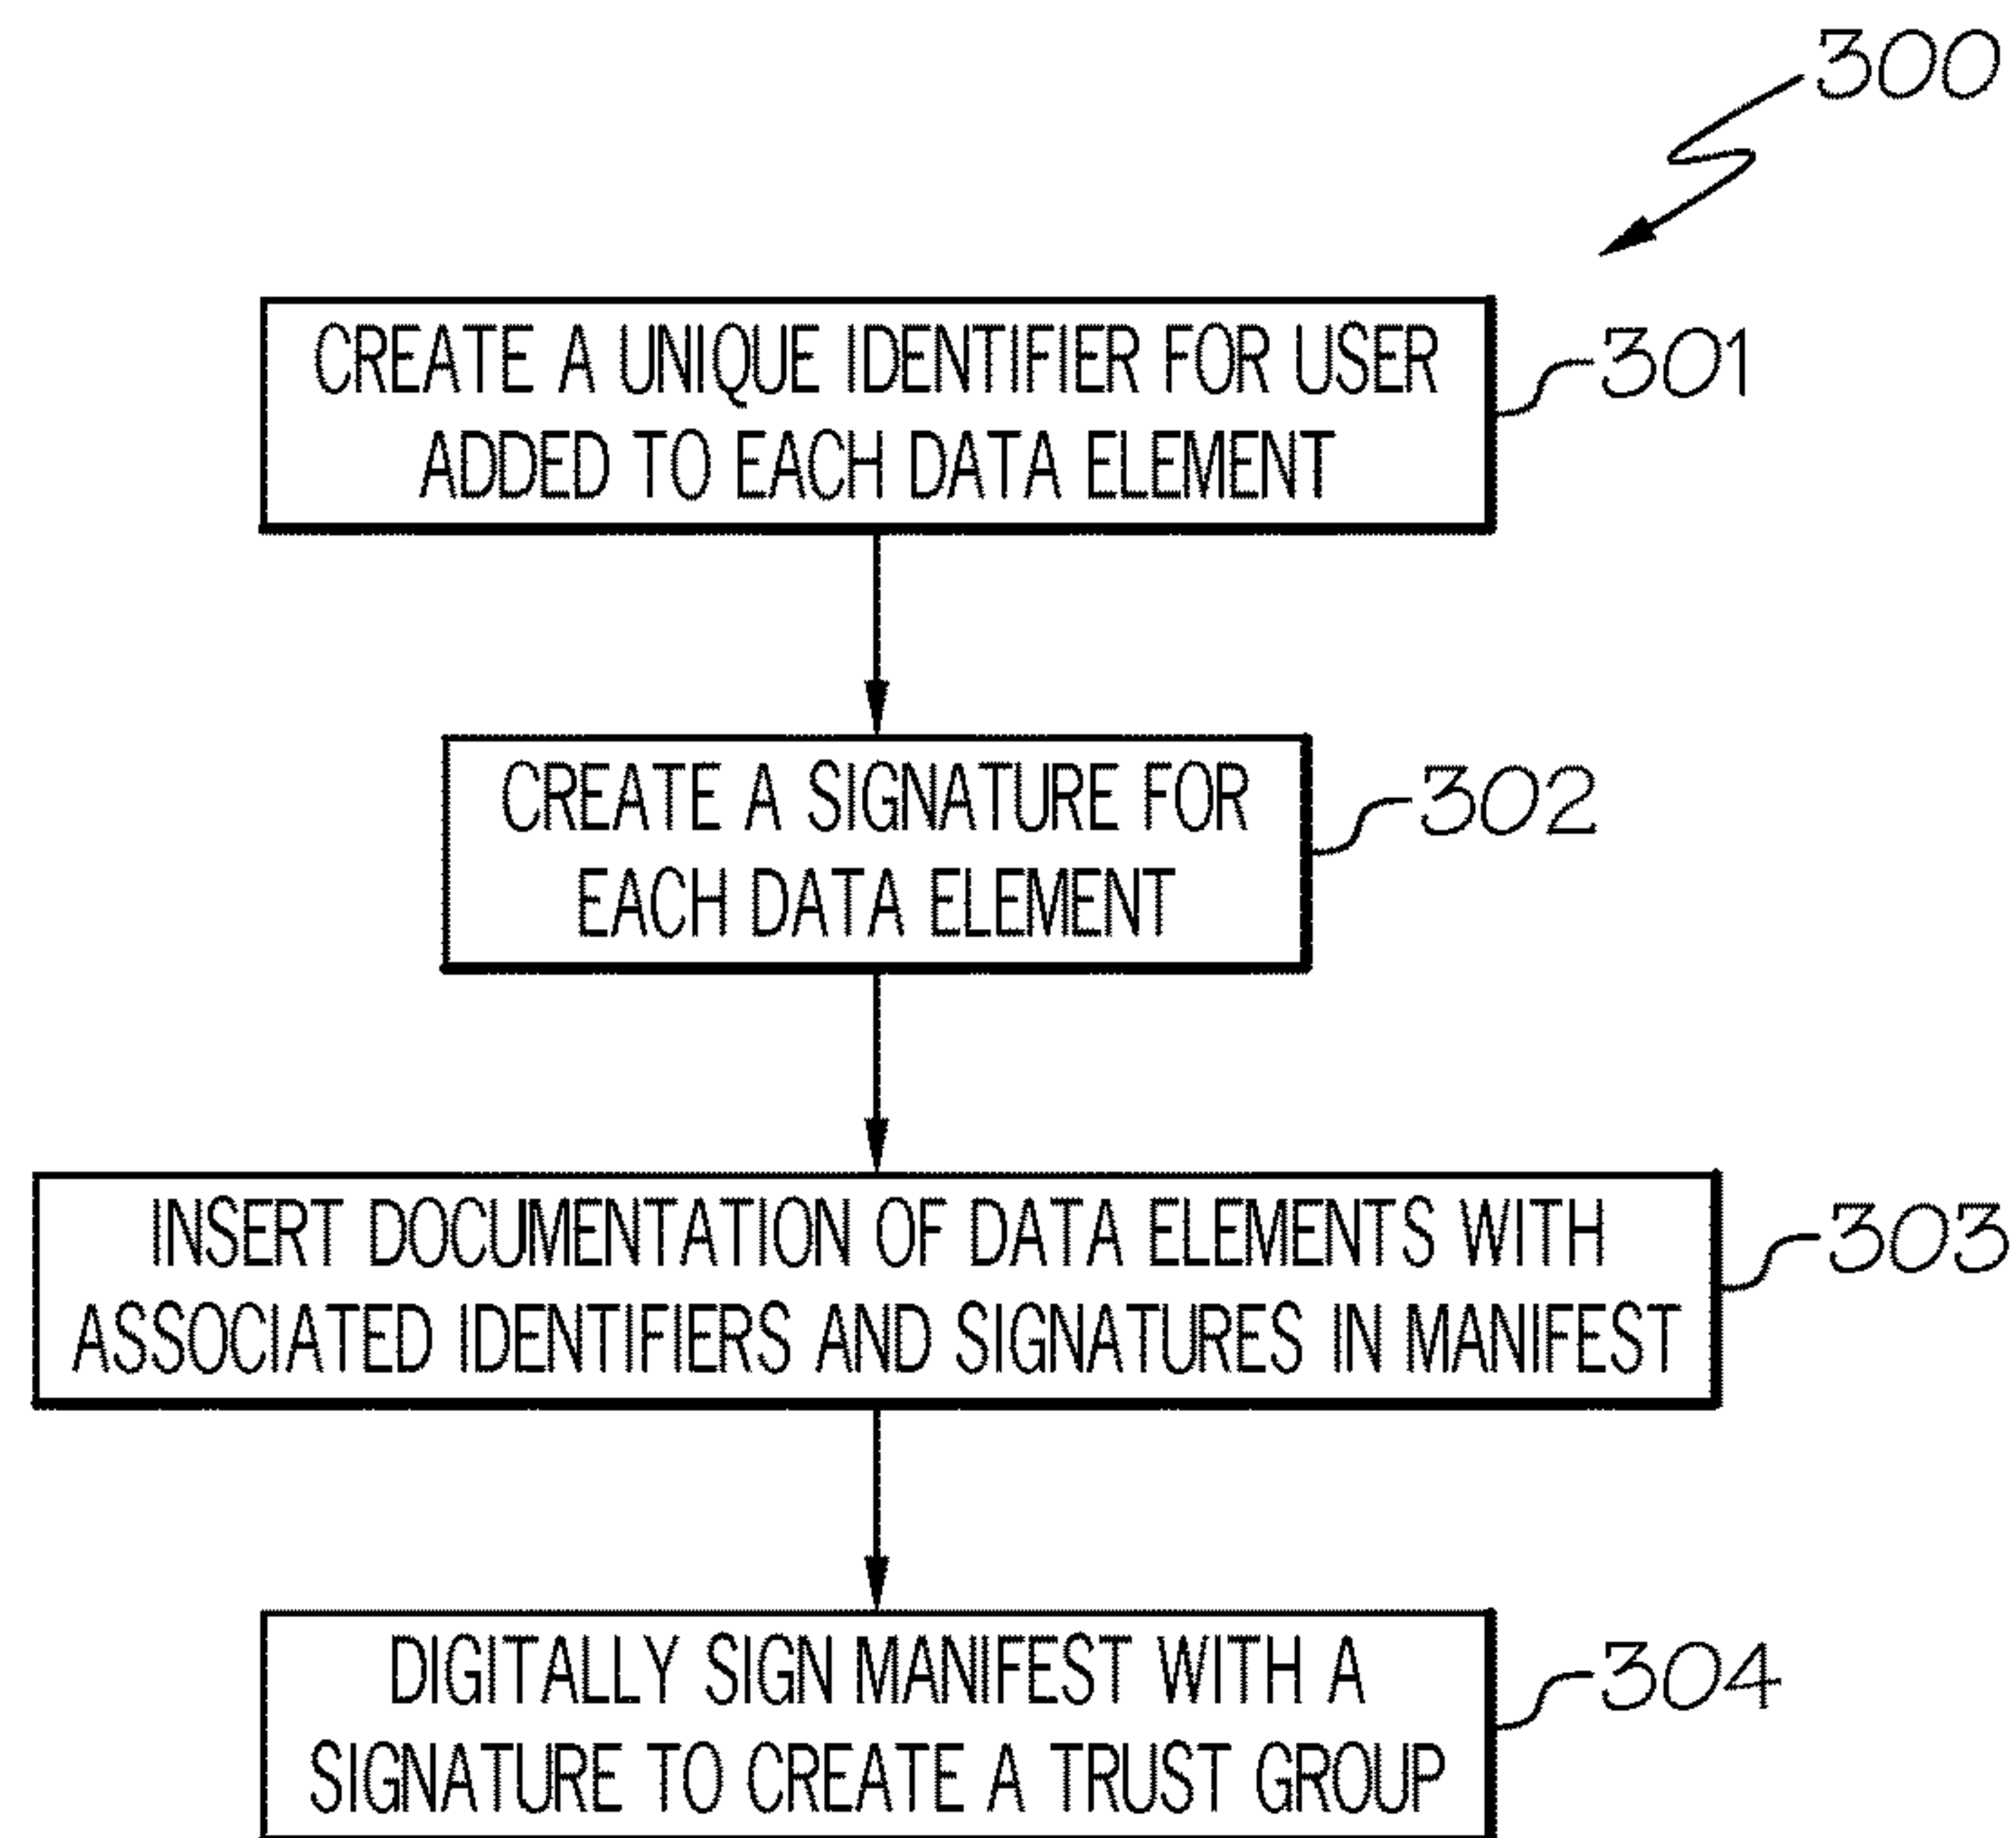 300
CREATE A UNIQUE IDENTIFIER FOR USER
ADDED TO EACH DATA ELEMENT
301
CREATE A SIGNATURE FOR
EACH DATA ELEMENT
302
INSERT DOCUMENTATION OF DATA ELEMENTS WITH
ASSOCIATED IDENTIFIERS AND SIGNATURES IN MANIFEST
303
DIGITALLY SIGN MANIFEST WITH A
SIGNATURE TO CREATE A TRUST GROUP
304